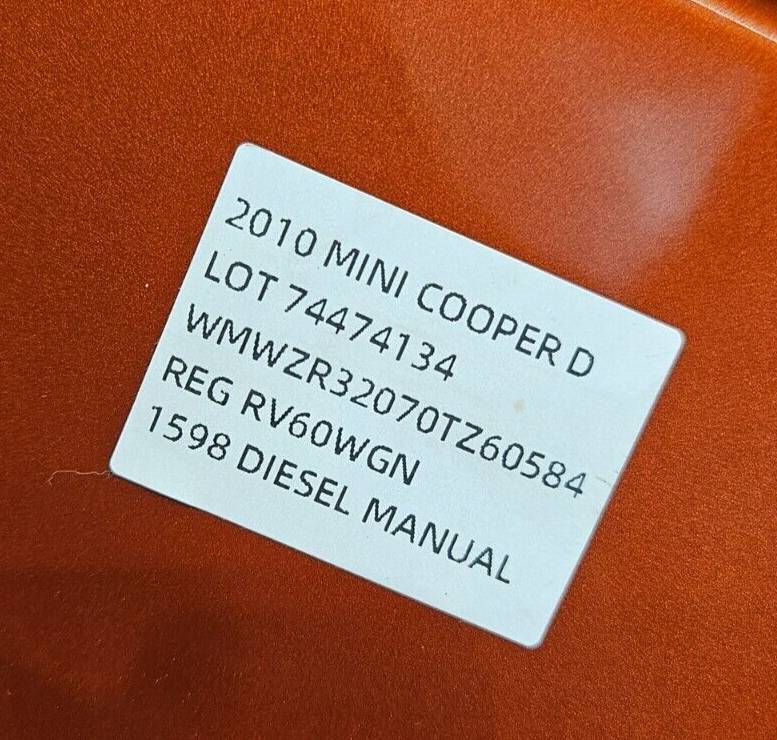 2010 MINI COOPER D
LOT 74474134
WMWZR32070TZ60584
REG RV60WGN
1598 DIESEL MANUAL